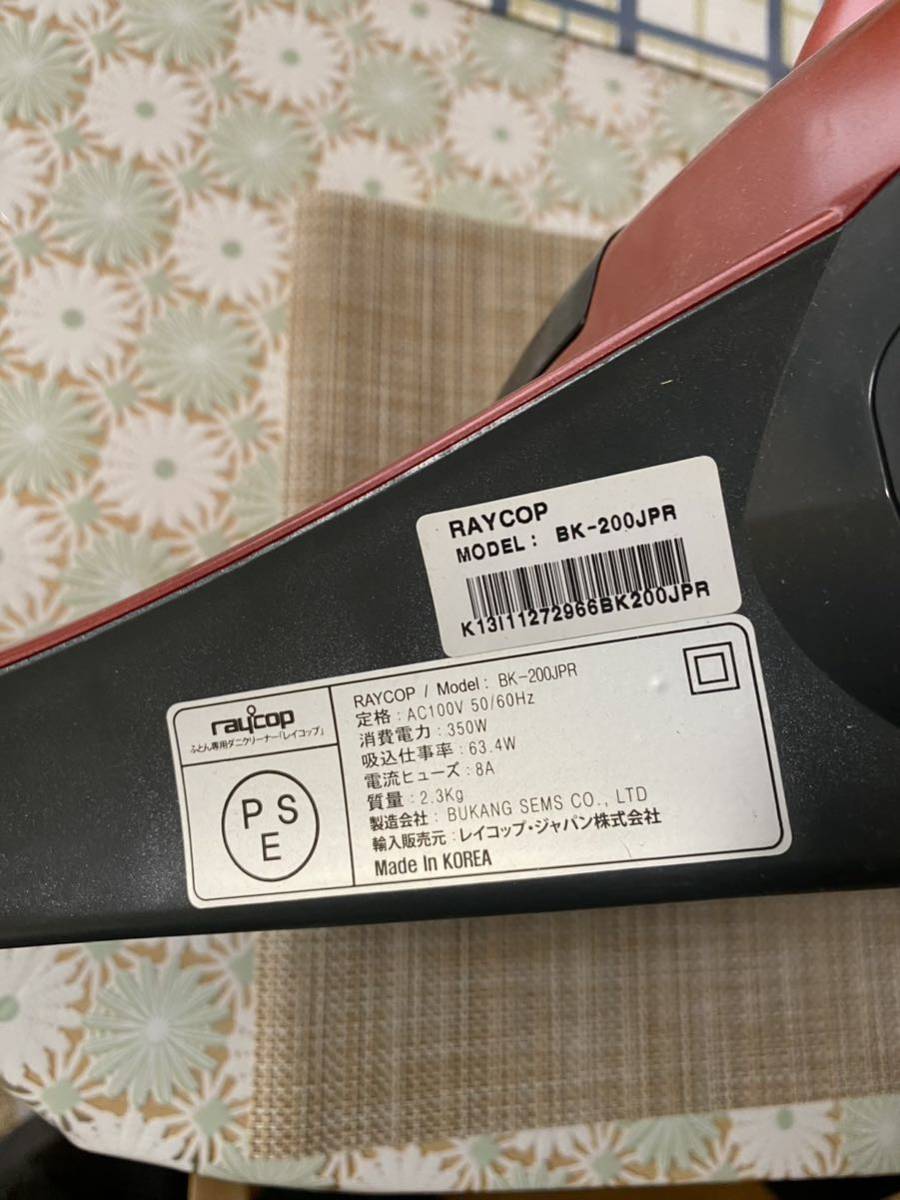 RAYCOP
MODEL: BK-200JPR
K13I11272966BK200JPR
raycop
ふとん専用ダニクリーナー「レイコップ」
PSE
RAYCOP / Model : BK-200JPR
定格 : AC100V 50/60Hz
消費電力 : 350W
吸込仕事率 : 63.4W
電流ヒューズ : 8A
質量 : 2.3Kg
製造会社 : BUKANG SEMS CO., LTD
輸入販売元 : レイコップ・ジャパン株式会社
Made In KOREA